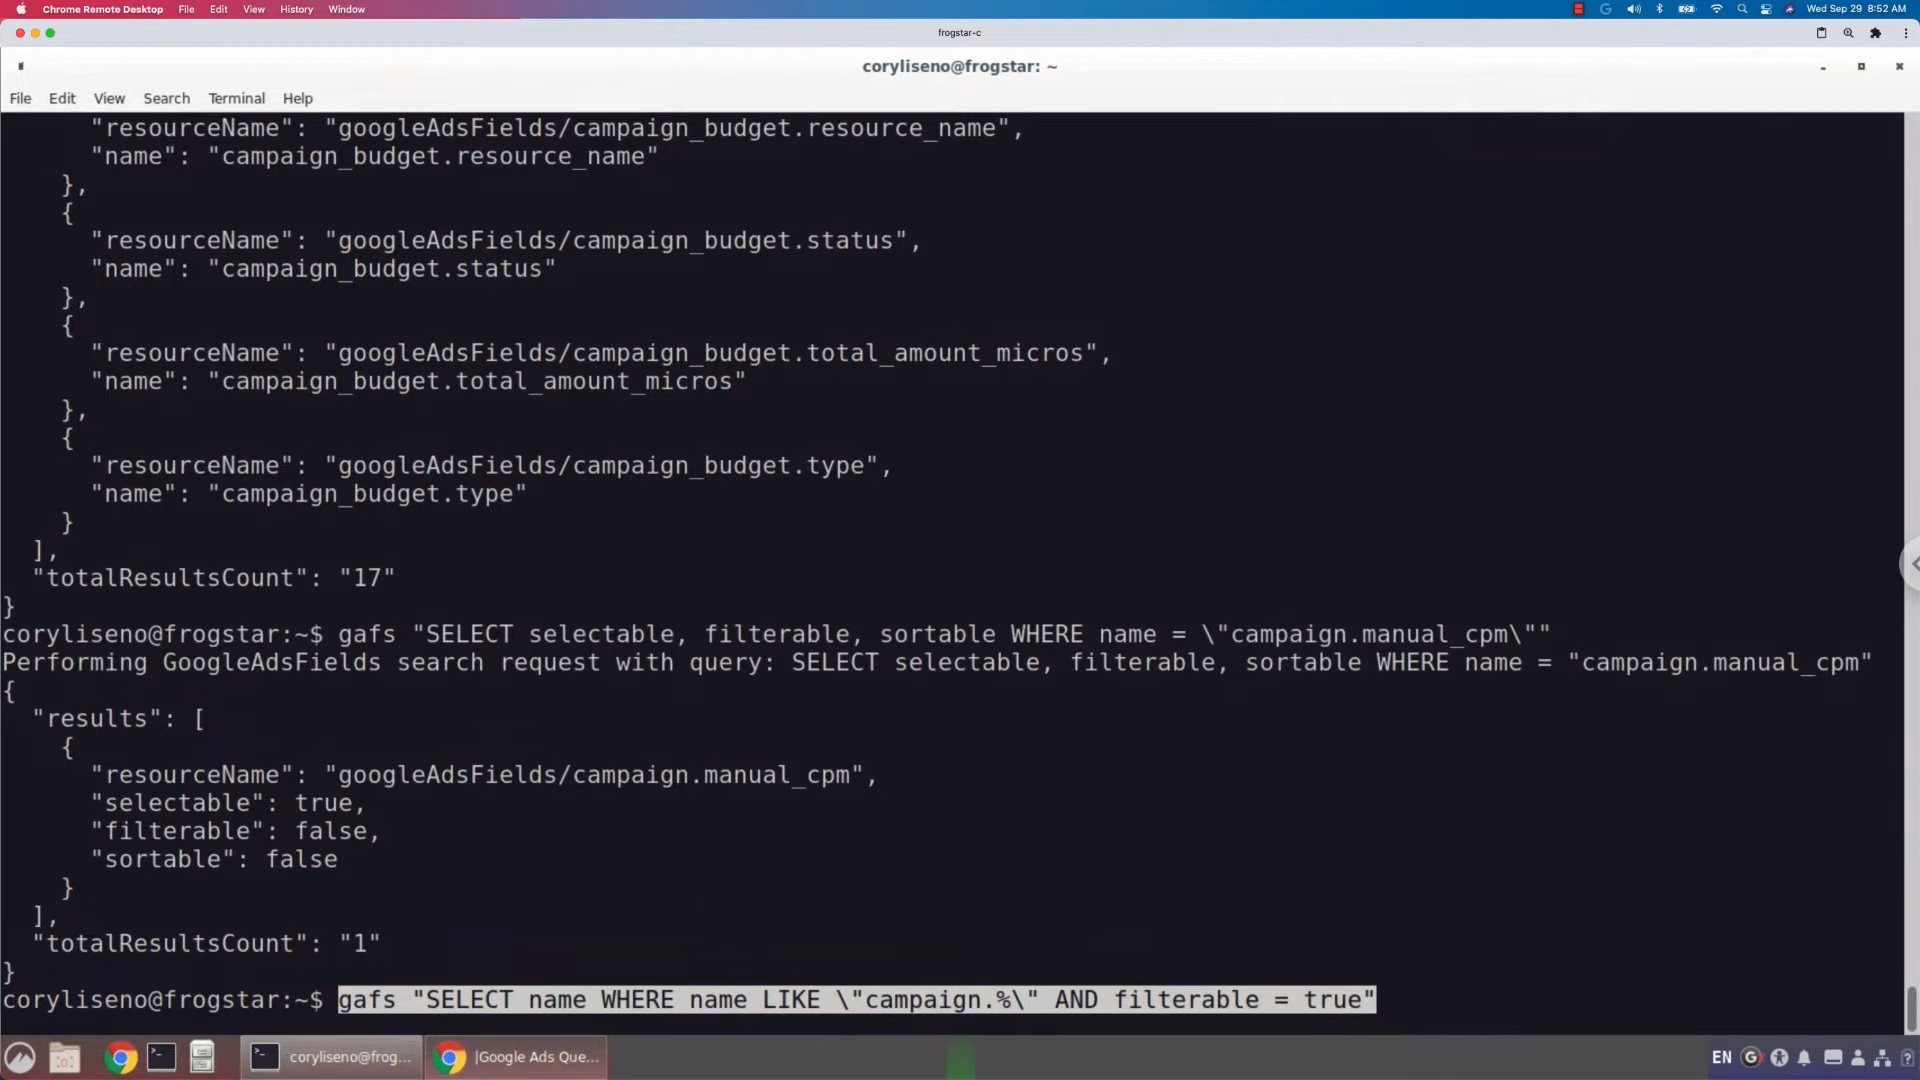 Chrome Remote Desktop File Edit View History Window
Wed Sep 29 8:52 AM
frogstar-c
coryliseno@frogstar: ~
File Edit View Search Terminal Help
"resourceName": "googleAdsFields/campaign_budget.resource_name",
"name": "campaign_budget.resource_name"
},
{
"resourceName": "googleAdsFields/campaign_budget.status",
"name": "campaign_budget.status"
},
{
"resourceName": "googleAdsFields/campaign_budget.total_amount_micros",
"name": "campaign_budget.total_amount_micros"
},
{
"resourceName": "googleAdsFields/campaign_budget.type",
"name": "campaign_budget.type"
}
],
"totalResultsCount": "17"
}
coryliseno@frogstar:~$ gafs "SELECT selectable, filterable, sortable WHERE name = \"campaign.manual_cpm\""
Performing GoogleAdsFields search request with query: SELECT selectable, filterable, sortable WHERE name = "campaign.manual_cpm"
{
"results": [
{
"resourceName": "googleAdsFields/campaign.manual_cpm",
"selectable": true,
"filterable": false,
"sortable": false
}
],
"totalResultsCount": "1"
}
coryliseno@frogstar:~$ gafs "SELECT name WHERE name LIKE \"campaign.%\" AND filterable = true"
coryliseno@frog...
|Google Ads Que...
EN